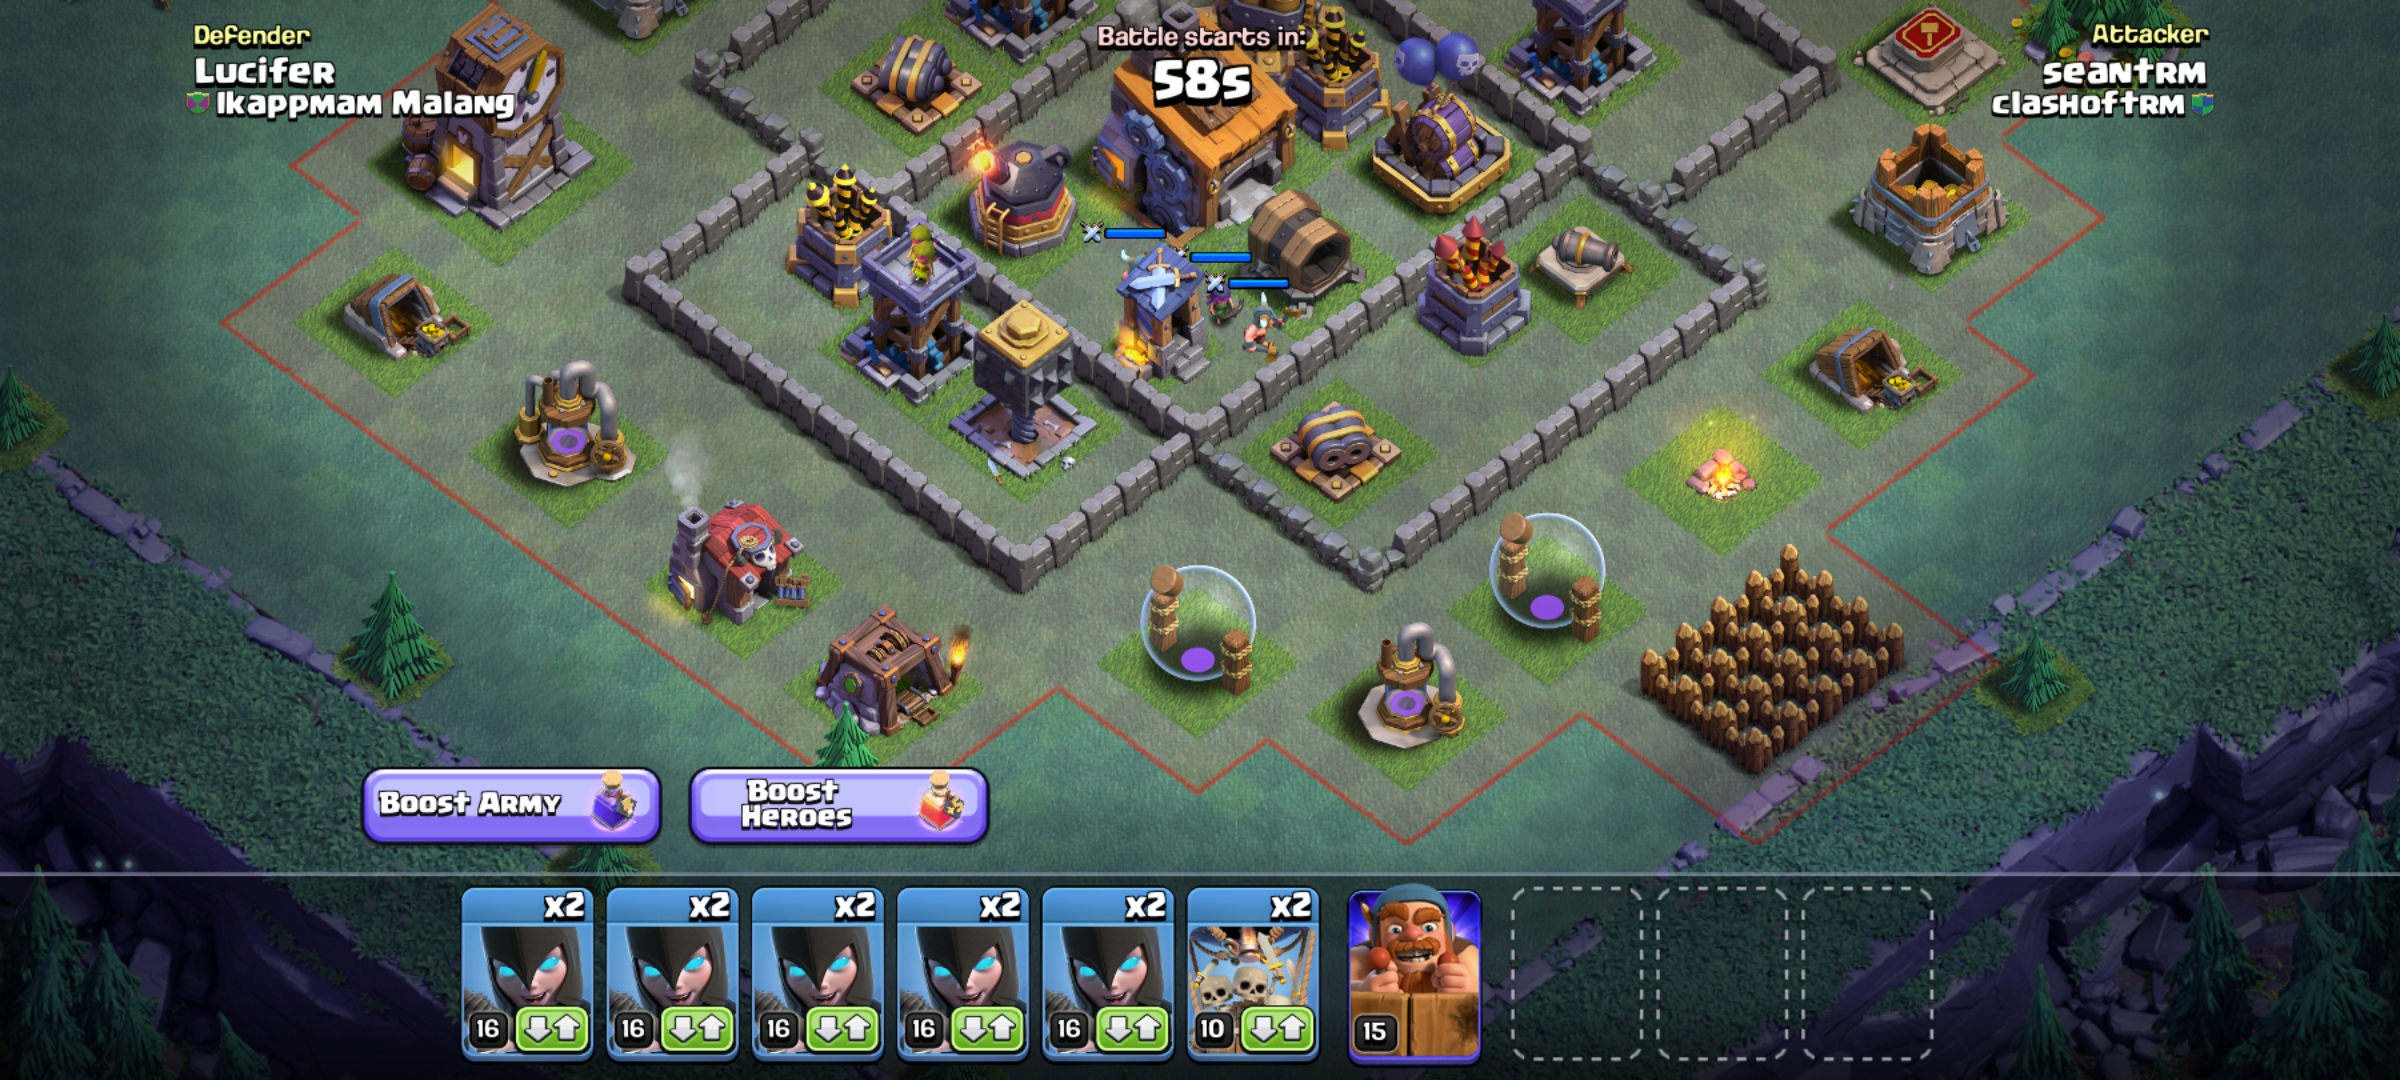 Defender
Lucifer
Ikappmam Malang
Battle starts in:
58s
Attacker
seantrm
clashoftrm
Boost Army
Boost
Heroes
x2
x2
x2
x2
x2
x2
16
16
16
16
16
10
15